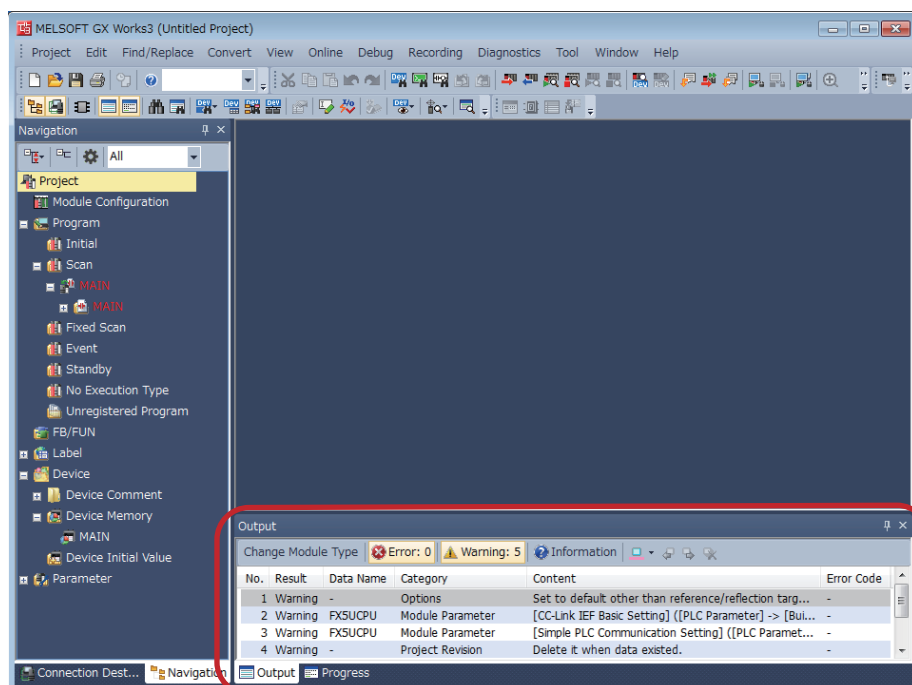 MELSOFT GX Works3 (Untitled Project)
Project Edit Find/Replace Convert View Online Debug Recording Diagnostics Tool Window Help
Navigation
All
Project
Module Configuration
Program
Initial
Scan
MAIN
MAIN
Fixed Scan
Event
Standby
No Execution Type
Unregistered Program
FB/FUN
Label
Device
Device Comment
Device Memory
MAIN
Device Initial Value
Parameter
Connection Dest... Navigation
Output
Change Module Type Error: 0 Warning: 5 Information
No. Result Data Name Category Content Error Code
1 Warning - Options Set to default other than reference/reflection targ... -
2 Warning FX5UCPU Module Parameter [CC-Link IEF Basic Setting] ([PLC Parameter] -> [Bui... -
3 Warning FX5UCPU Module Parameter [Simple PLC Communication Setting] ([PLC Paramet... -
4 Warning - Project Revision Delete it when data existed. -
Output Progress